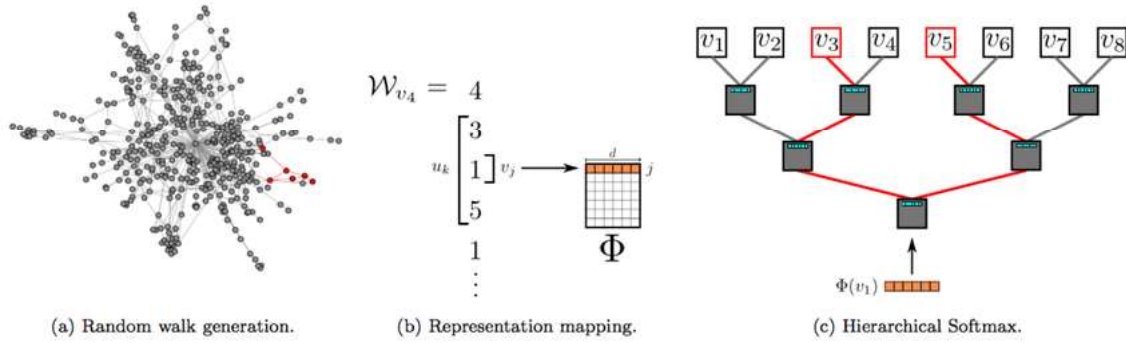 v₁ v₂ v₃ v₄ v₅ v₆ v₇ v₈
𝒲ᵥ₄ = 4
3
uₖ 1 vⱼ
5
1
⋮
d
j
Φ
Φ(v₁)
(a) Random walk generation.
(b) Representation mapping.
(c) Hierarchical Softmax.